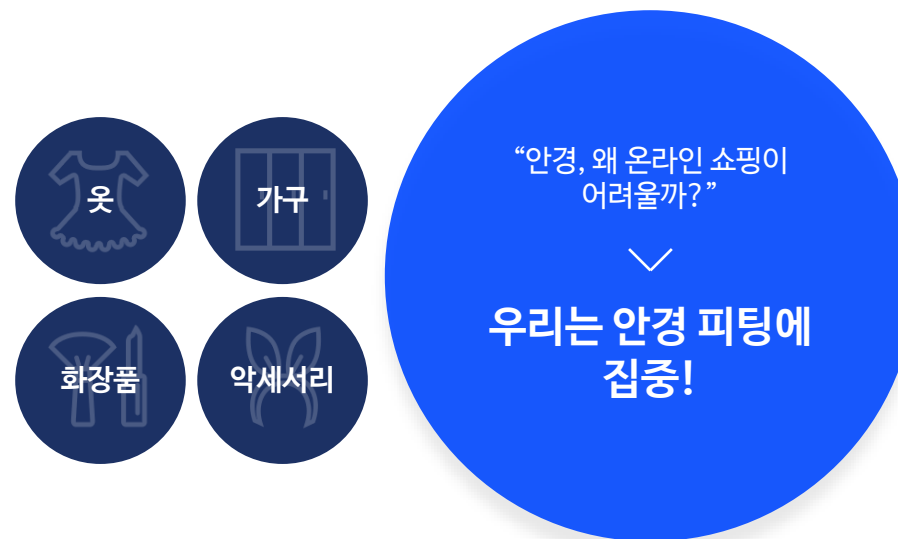 옷
가구
화장품
악세서리
“안경, 왜 온라인 쇼핑이
어려울까?”
우리는 안경 피팅에
집중!